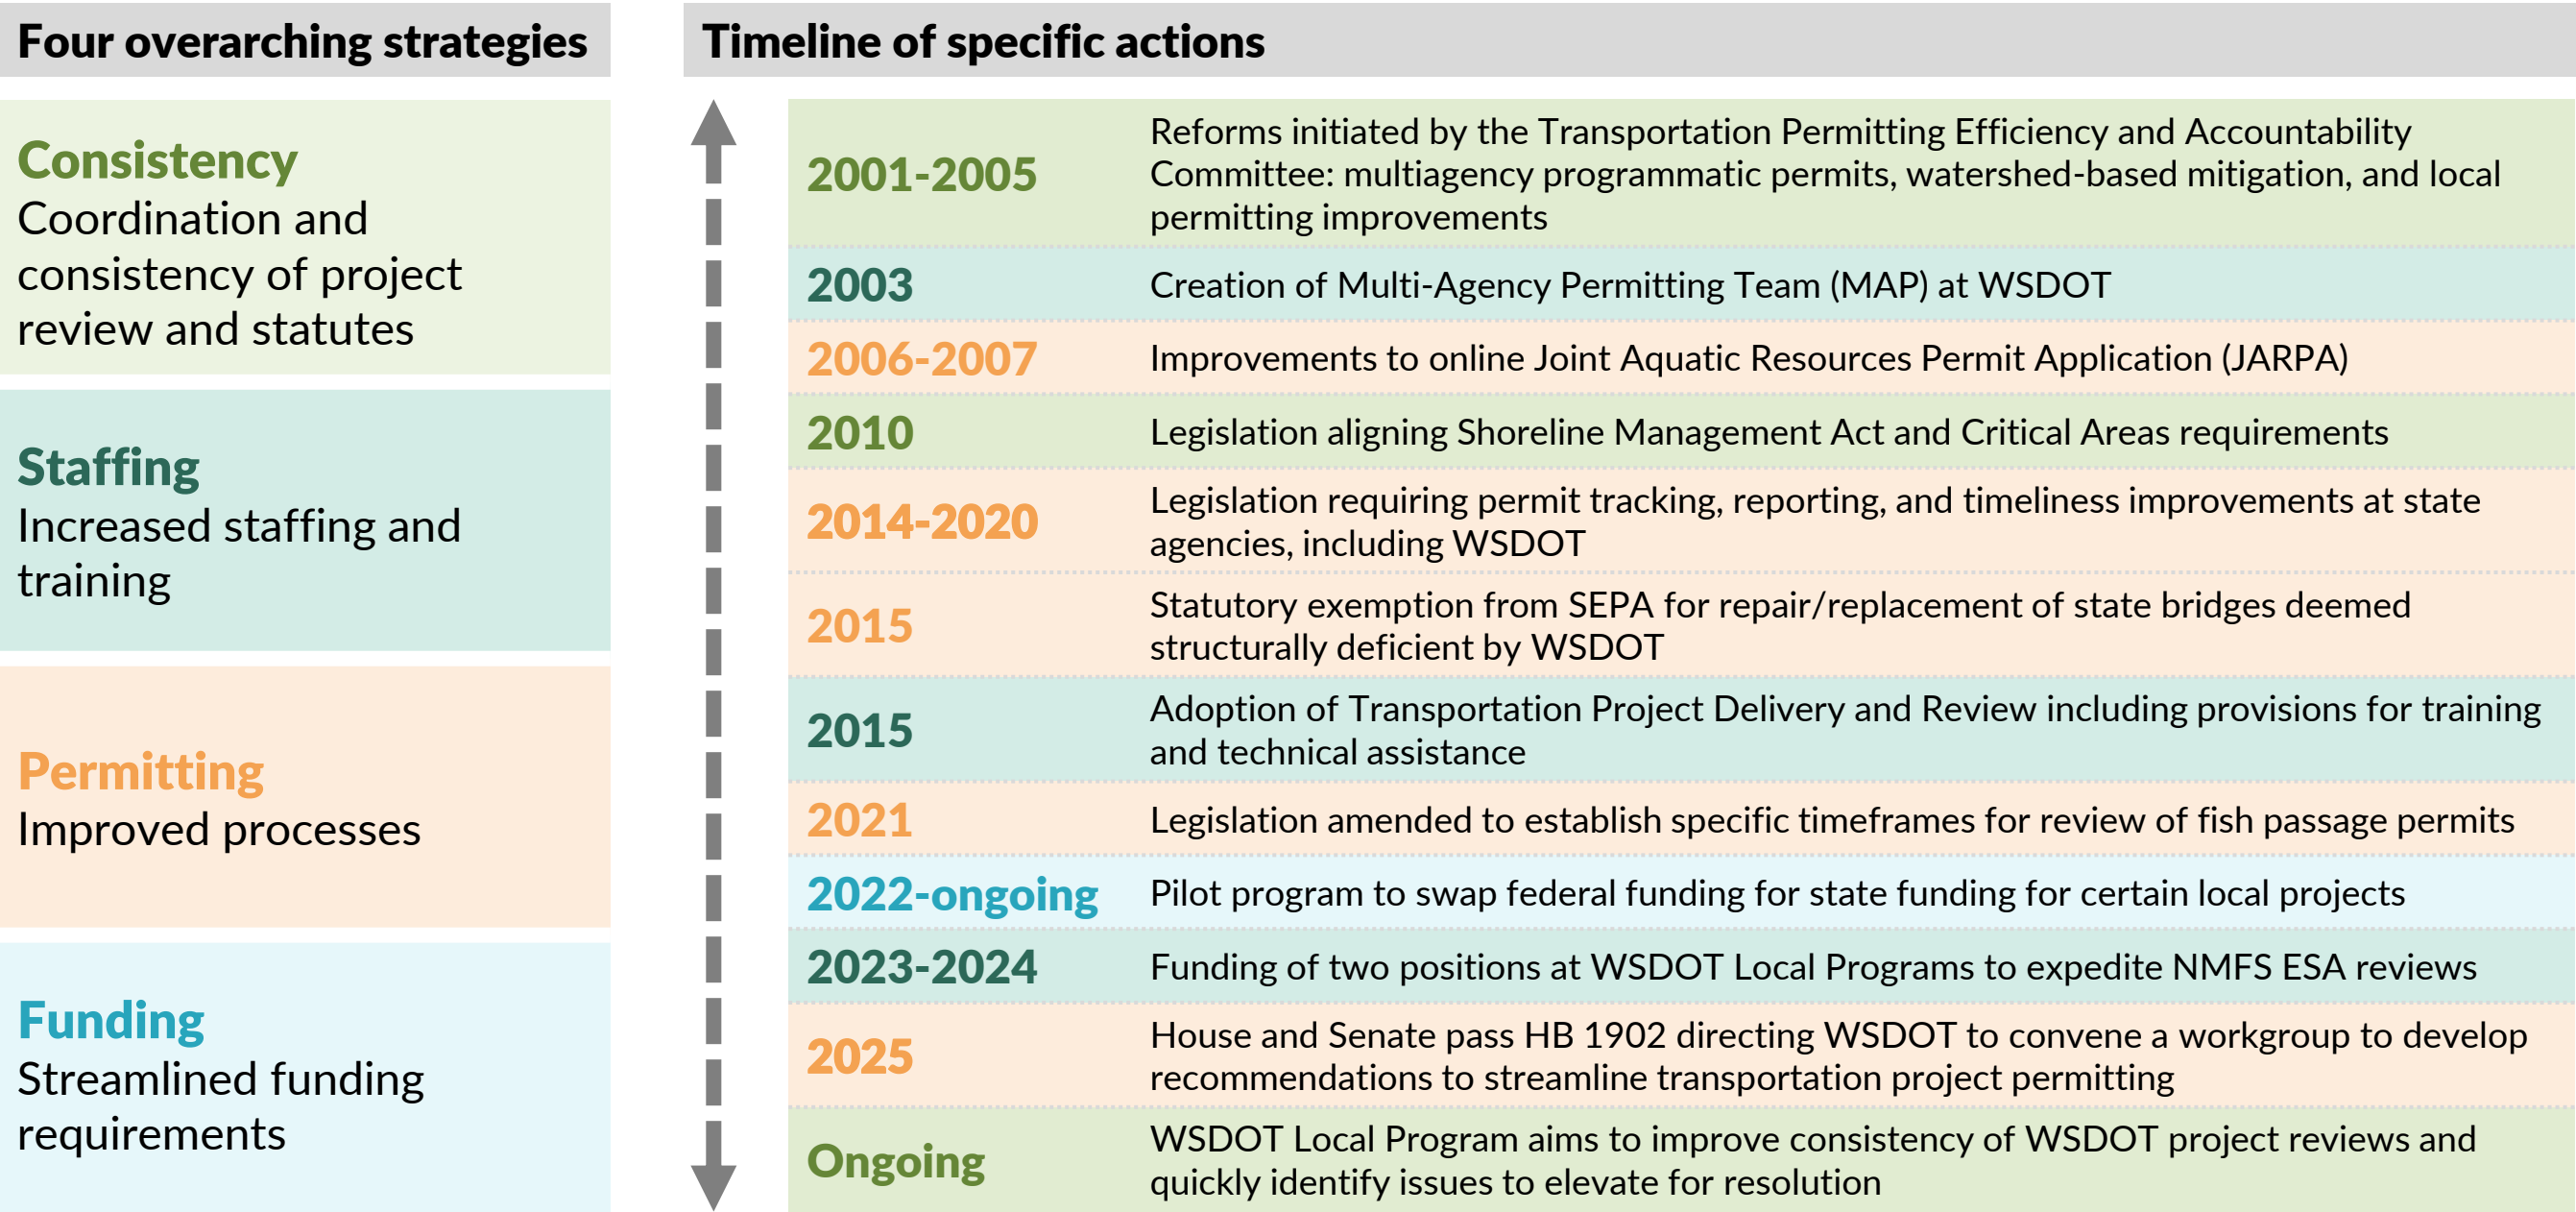 Four overarching strategies
Consistency
Coordination and
consistency of project
review and statutes
Staffing
Increased staffing and
training
Permitting
Improved processes
Funding
Streamlined funding
requirements
Timeline of specific actions
2001-2005
Reforms initiated by the Transportation Permitting Efficiency and Accountability
Committee: multiagency programmatic permits, watershed-based mitigation, and local
permitting improvements
2003
Creation of Multi-Agency Permitting Team (MAP) at WSDOT
2006-2007
Improvements to online Joint Aquatic Resources Permit Application (JARPA)
2010
Legislation aligning Shoreline Management Act and Critical Areas requirements
2014-2020
Legislation requiring permit tracking, reporting, and timeliness improvements at state
agencies, including WSDOT
2015
Statutory exemption from SEPA for repair/replacement of state bridges deemed
structurally deficient by WSDOT
2015
Adoption of Transportation Project Delivery and Review including provisions for training
and technical assistance
2021
Legislation amended to establish specific timeframes for review of fish passage permits
2022-ongoing
Pilot program to swap federal funding for state funding for certain local projects
2023-2024
Funding of two positions at WSDOT Local Programs to expedite NMFS ESA reviews
2025
House and Senate pass HB 1902 directing WSDOT to convene a workgroup to develop
recommendations to streamline transportation project permitting
Ongoing
WSDOT Local Program aims to improve consistency of WSDOT project reviews and
quickly identify issues to elevate for resolution